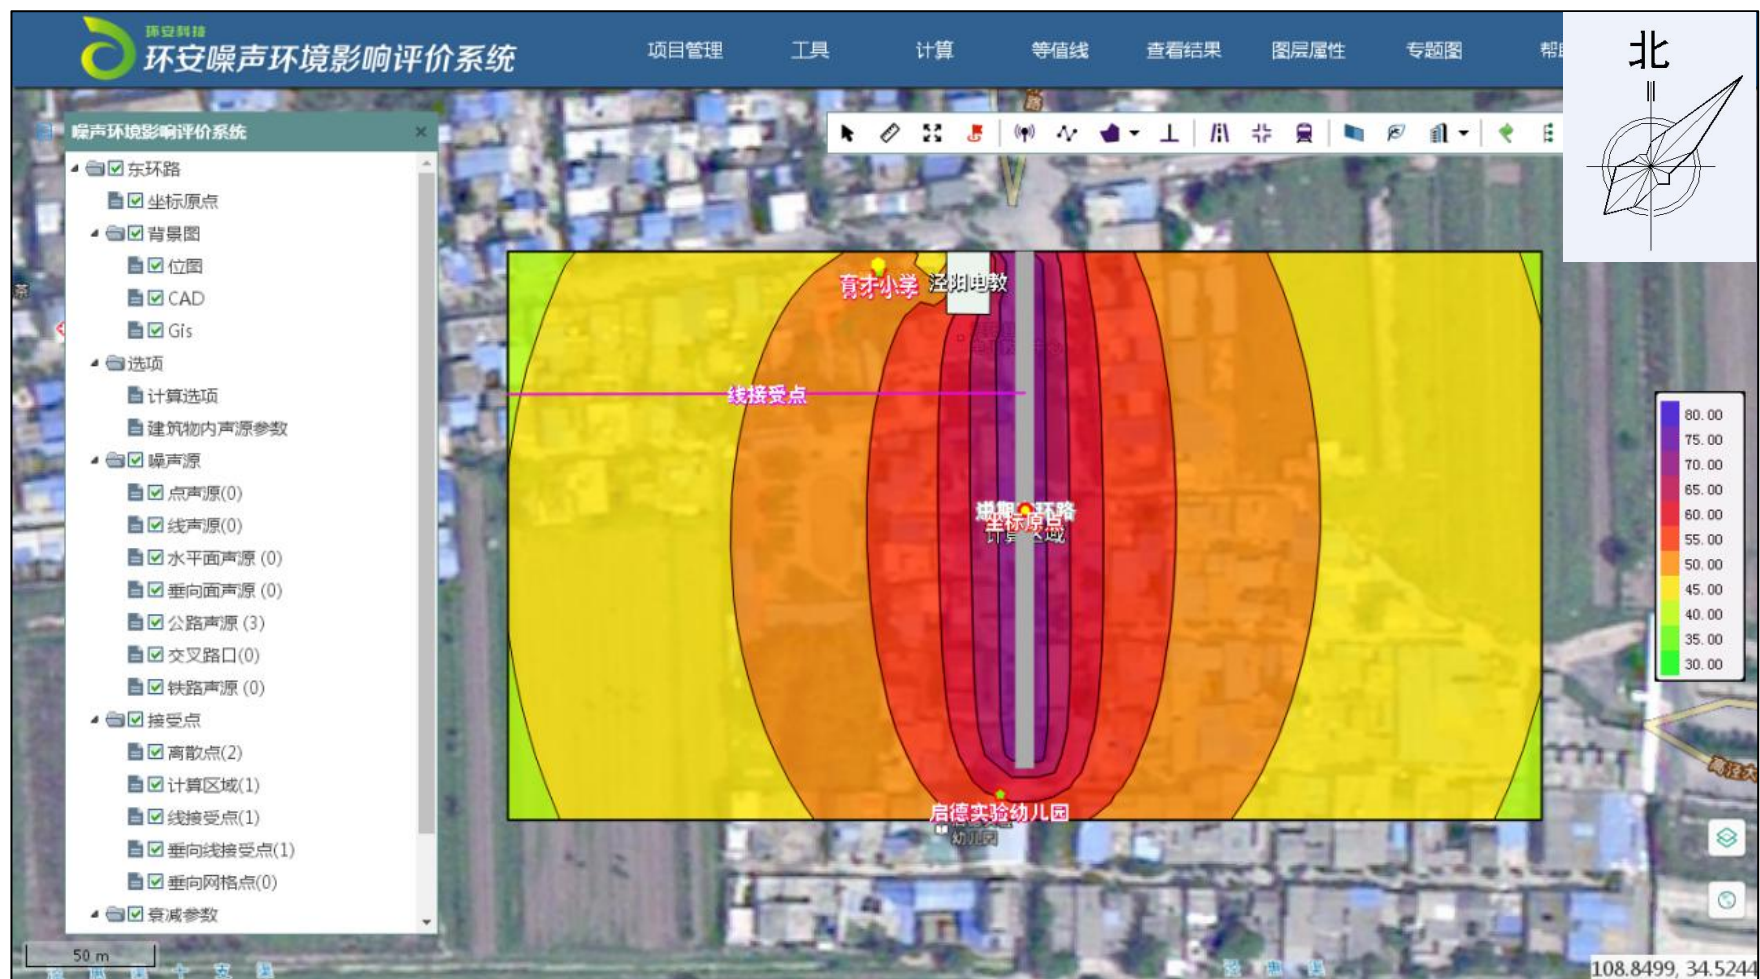 环安科技
环安噪声环境影响评价系统
项目管理 工具 计算 等值线 查看结果 图层属性 专题图
北
路
噪声环境影响评价系统
东环路
坐标原点
背景图
位图
CAD
Gis
选项
计算选项
建筑物内声源参数
噪声源
点声源(0)
线声源(0)
水平面声源 (0)
垂向面声源 (0)
公路声源 (3)
交叉路口(0)
铁路声源 (0)
接受点
离散点(2)
计算区域(1)
线接受点(1)
垂向线接受点(1)
垂向网格点(0)
衰减参数
育才小学
泾阳电教
线接受点
环路
坐标原点
计算区域
启德实验幼儿园
幼儿园
80.00
75.00
70.00
65.00
60.00
55.00
50.00
45.00
40.00
35.00
30.00
50 m
108.8499, 34.5244